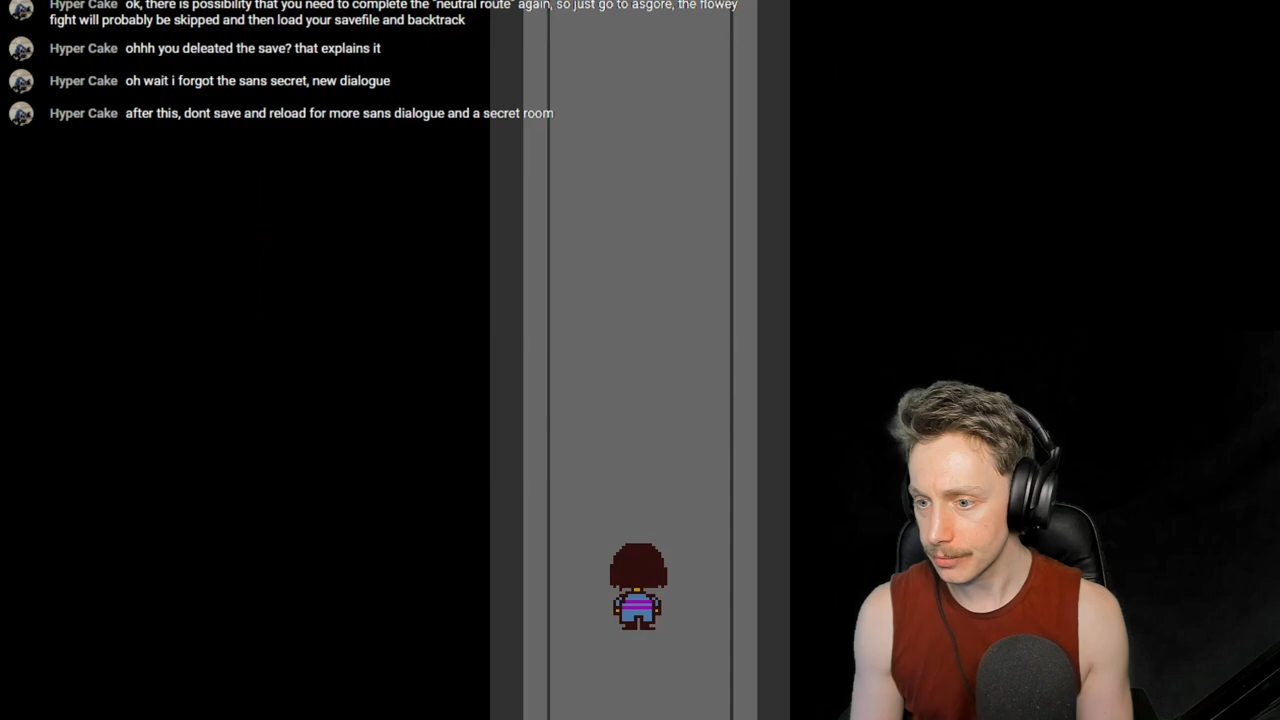 Hyper Cake ok, there is possibility that you need to complete the "neutral route" again, so just go to asgore, the flowey
fight will probably be skipped and then load your savefile and backtrack
Hyper Cake ohhh you deleated the save? that explains it
Hyper Cake oh wait i forgot the sans secret, new dialogue
Hyper Cake after this, dont save and reload for more sans dialogue and a secret room